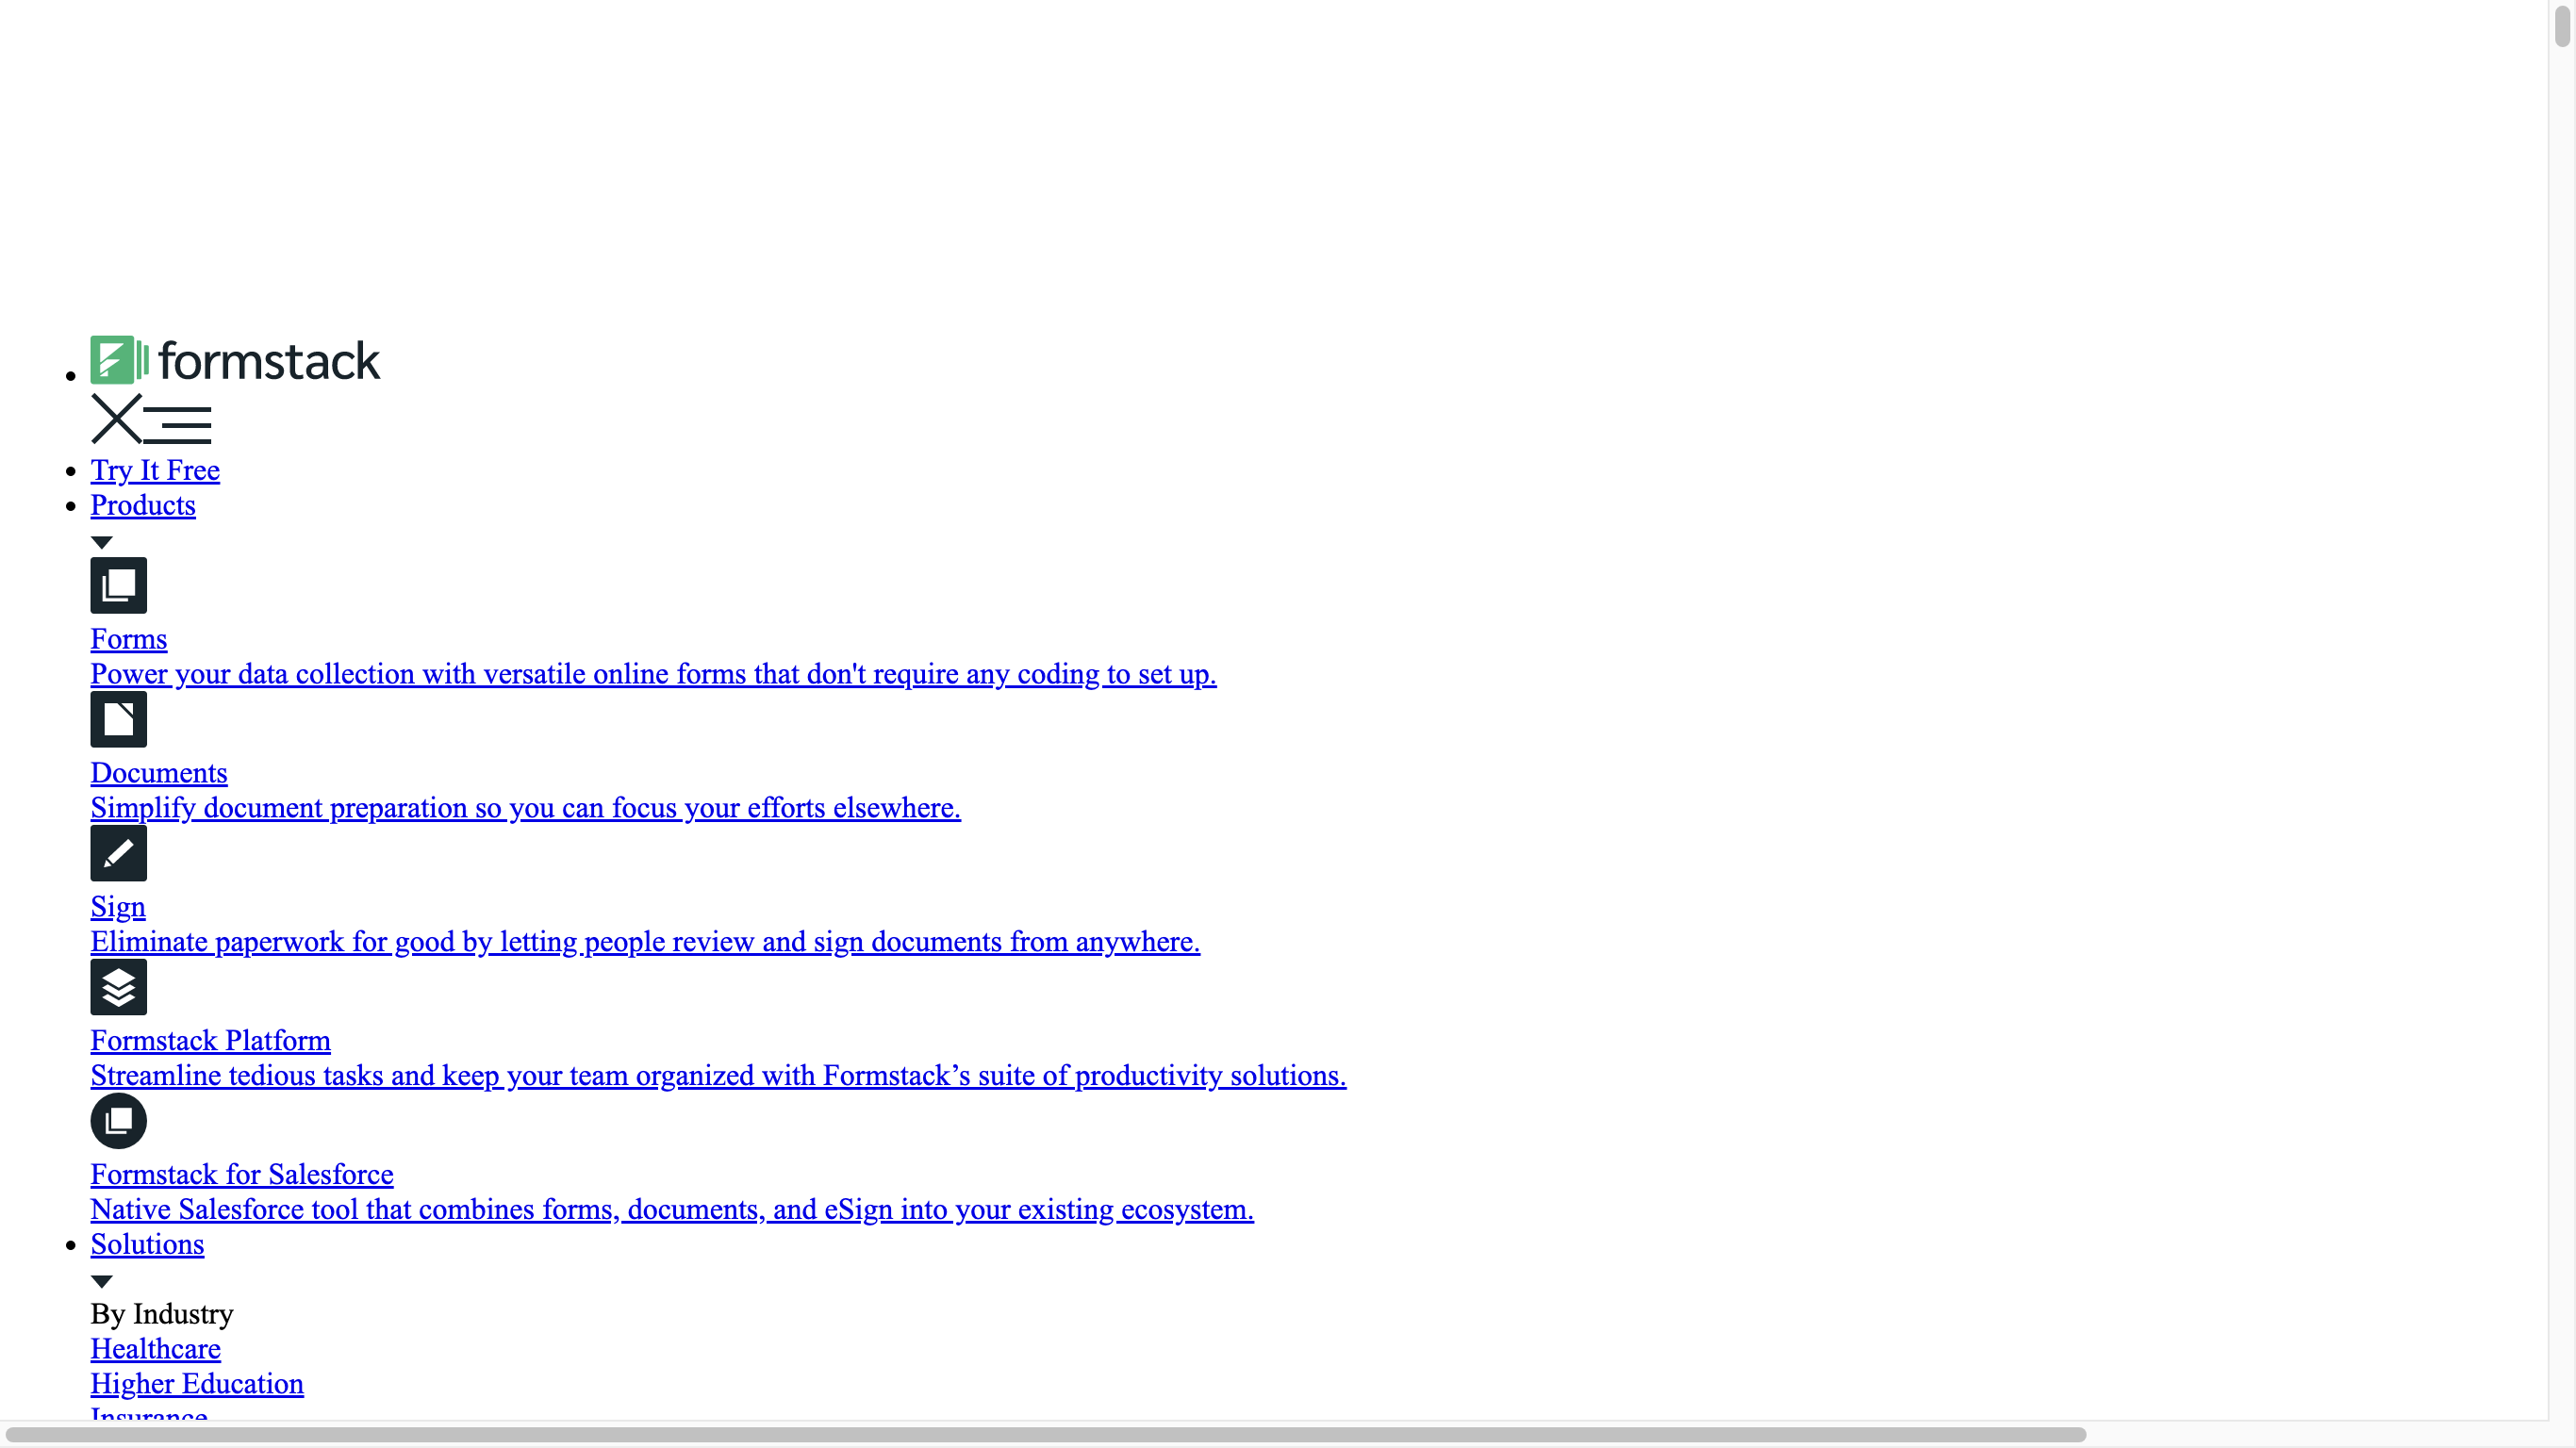 formstack
Try It Free
Products
Forms
Power your data collection with versatile online forms that don't require any coding to set up.
Documents
Simplify document preparation so you can focus your efforts elsewhere.
Sign
Eliminate paperwork for good by letting people review and sign documents from anywhere.
Formstack Platform
Streamline tedious tasks and keep your team organized with Formstack’s suite of productivity solutions.
Formstack for Salesforce
Native Salesforce tool that combines forms, documents, and eSign into your existing ecosystem.
Solutions
By Industry
Healthcare
Higher Education
Insurance